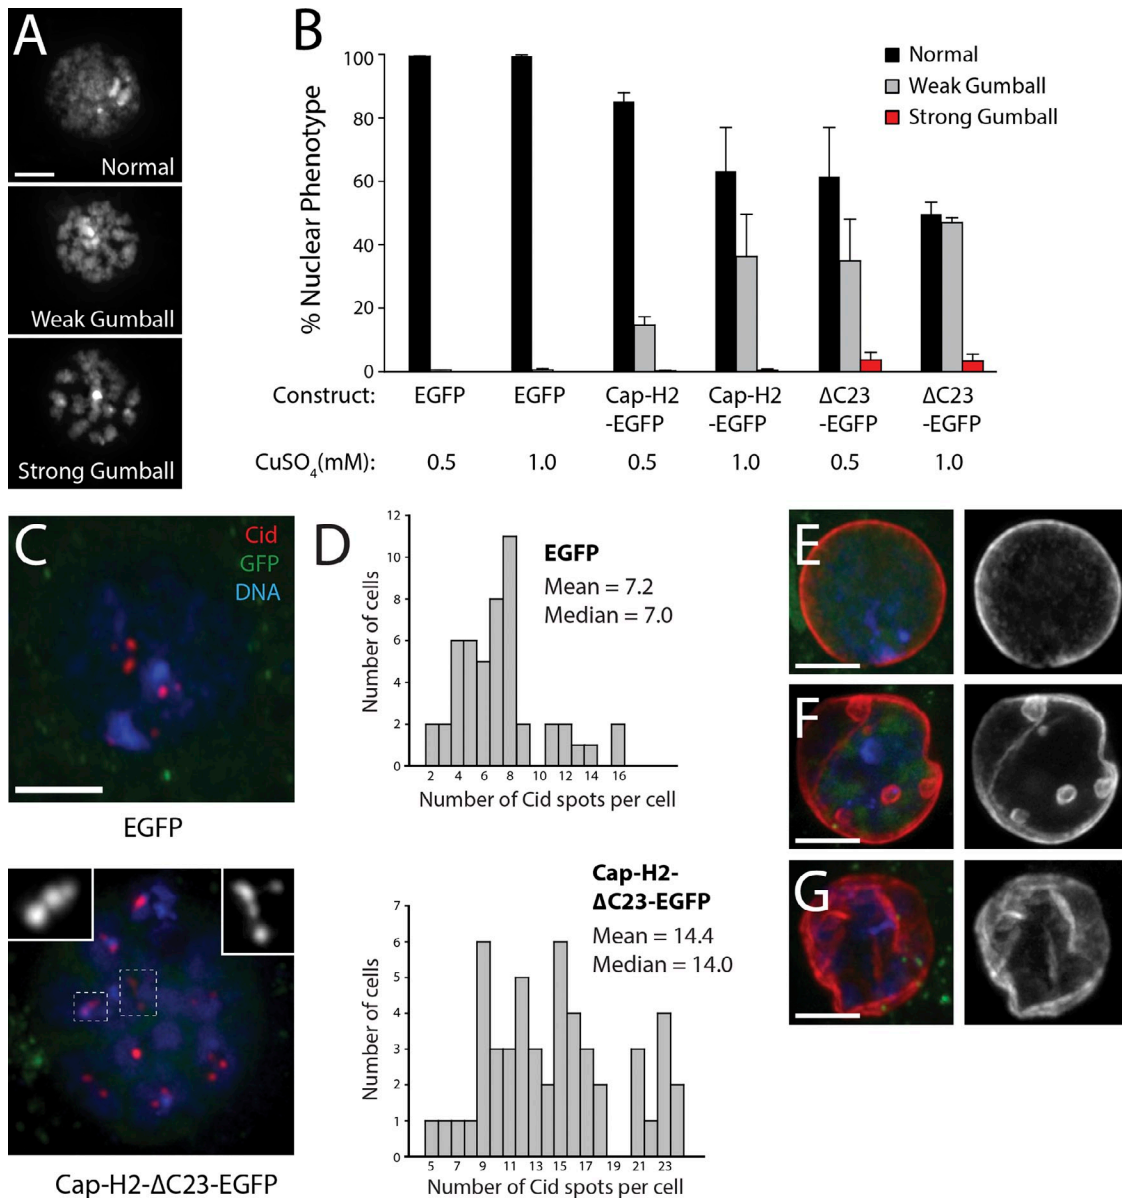 A
Normal
Weak Gumball
Strong Gumball
B
% Nuclear Phenotype
100
80
60
40
20
0
Normal
Weak Gumball
Strong Gumball
Construct: EGFP EGFP Cap-H2 Cap-H2 ΔC23 ΔC23
-EGFP -EGFP -EGFP -EGFP
CuSO4(mM): 0.5 1.0 0.5 1.0 0.5 1.0
C
Cid
GFP
DNA
EGFP
Cap-H2-ΔC23-EGFP
D
Number of cells
12
10
8
6
4
2
0
EGFP
Mean = 7.2
Median = 7.0
2 4 6 8 10 12 14 16
Number of Cid spots per cell
Number of cells
7
6
5
4
3
2
1
0
Cap-H2-
ΔC23-EGFP
Mean = 14.4
Median = 14.0
5 7 9 11 13 15 17 19 21 23
Number of Cid spots per cell
E
F
G